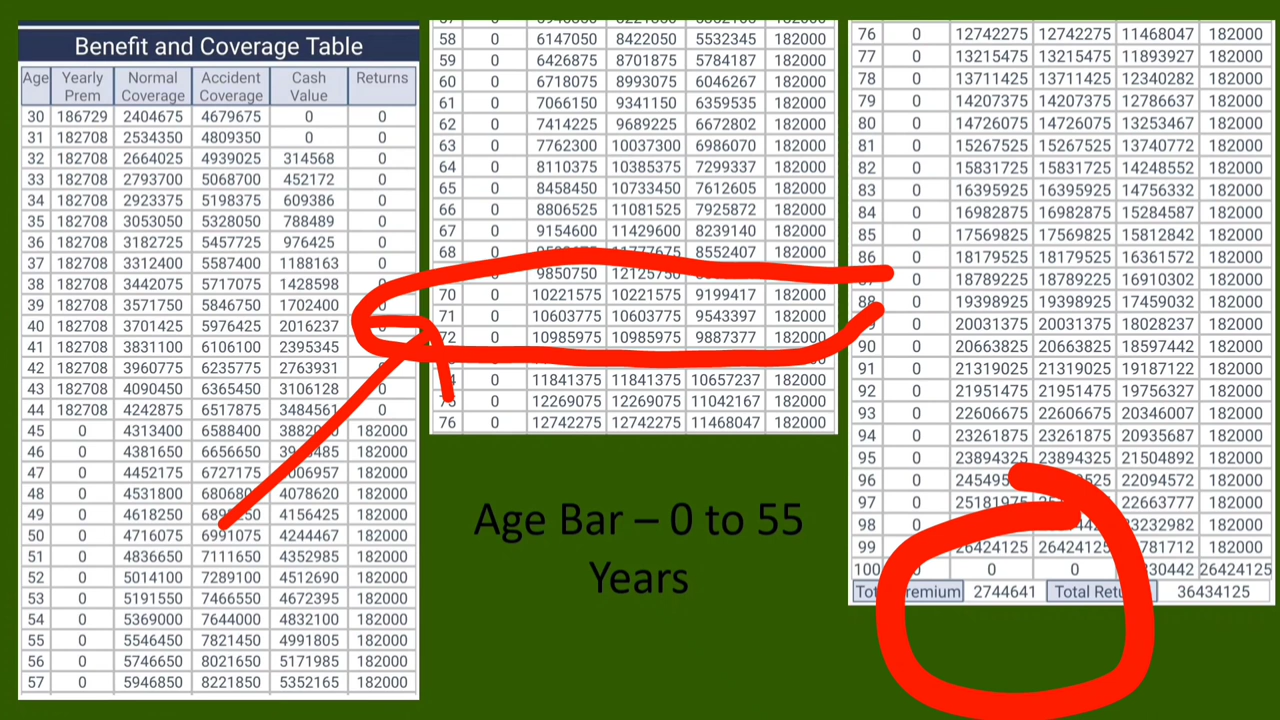 Benefit and Coverage Table
Age Yearly Prem Normal Coverage Accident Coverage Cash Value Returns
30 186729 2404675 4679675 0 0
31 182708 2534350 4809350 0 0
32 182708 2664025 4939025 314568 0
33 182708 2793700 5068700 452172 0
34 182708 2923375 5198375 609386 0
35 182708 3053050 5328050 788489 0
36 182708 3182725 5457725 976425 0
37 182708 3312400 5587400 1188163 0
38 182708 3442075 5717075 1428598 0
39 182708 3571750 5846750 1702400
40 182708 3701425 5976425 2016237
41 182708 3831100 6106100 2395345
42 182708 3960775 6235775 2763931 0
43 182708 4090450 6365450 3106128 0
44 182708 4242875 6517875 3484561 0
45 0 4313400 6588400 182000
46 0 4381650 6656650 182000
47 0 4452175 6727175 182000
48 0 4531800 4078620 182000
49 0 4618250 4156425 182000
50 0 4716075 6991075 4244467 182000
51 0 4836650 7111650 4352985 182000
52 0 5014100 7289100 4512690 182000
53 0 5191550 7466550 4672395 182000
54 0 5369000 7644000 4832100 182000
55 0 5546450 7821450 4991805 182000
56 0 5746650 8021650 5171985 182000
57 0 5946850 8221850 5352165 182000
58 0 6147050 8422050 5532345 182000
59 0 6426875 8701875 5784187 182000
60 0 6718075 8993075 6046267 182000
61 0 7066150 9341150 6359535 182000
62 0 7414225 9689225 6672802 182000
63 0 7762300 10037300 6986070 182000
64 0 8110375 10385375 7299337 182000
65 0 8458450 10733450 7612605 182000
66 0 8806525 11081525 7925872 182000
67 0 9154600 11429600 8239140 182000
68 0 8552407 182000
0 9850750 12125750
70 0 10221575 10221575 9199417 182000
71 0 10603775 10603775 9543397 182000
72 0 10985975 10985975 9887377 182000
0 11841375 11841375 10657237 182000
0 12269075 12269075 11042167 182000
76 0 12742275 12742275 11468047 182000
76 0 12742275 12742275 11468047 182000
77 0 13215425 13215425 11893927 182000
78 0 13711425 13711425 12340282 182000
79 0 14207375 14207375 12786637 182000
80 0 14726075 14726075 13253467 182000
81 0 15267525 15267525 13740772 182000
82 0 15831725 15831725 14248552 182000
83 0 16395925 16395925 14756332 182000
84 0 16982875 16982875 15284587 182000
85 0 17569825 17569825 15812842 182000
86 0 18179525 18179525 16361572 182000
0 18789225 18789225 16910302 182000
88 0 19398925 19398925 17459032 182000
0 20031375 20031375 18028237 182000
90 0 20663825 20663825 18597442 182000
91 0 21319025 21319025 19187122 182000
92 0 21951475 21951475 19756327 182000
93 0 22606675 22606675 20346007 182000
94 0 23261875 23261875 20935687 182000
95 0 23894325 23894325 21504892 182000
96 0 22094572 182000
97 0 25181975 22663777 182000
98 0 182000
99 0 26424125 26424125 182000
100 0 0 26424125
2744641 36434125
Age Bar – 0 to 55
Years